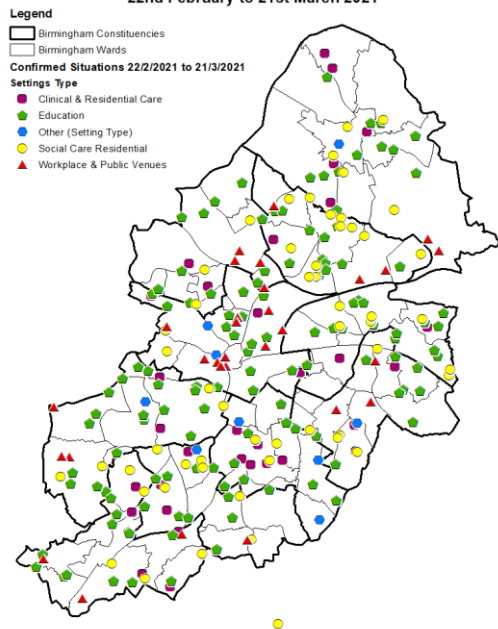 22nd February to 21st March 2021
Legend
Birmingham Constituencies
Birmingham Wards
Confirmed Situations 22/2/2021 to 21/3/2021
Settings Type
Clinical & Residential Care
Education
Other (Setting Type)
Social Care Residential
Workplace & Public Venues